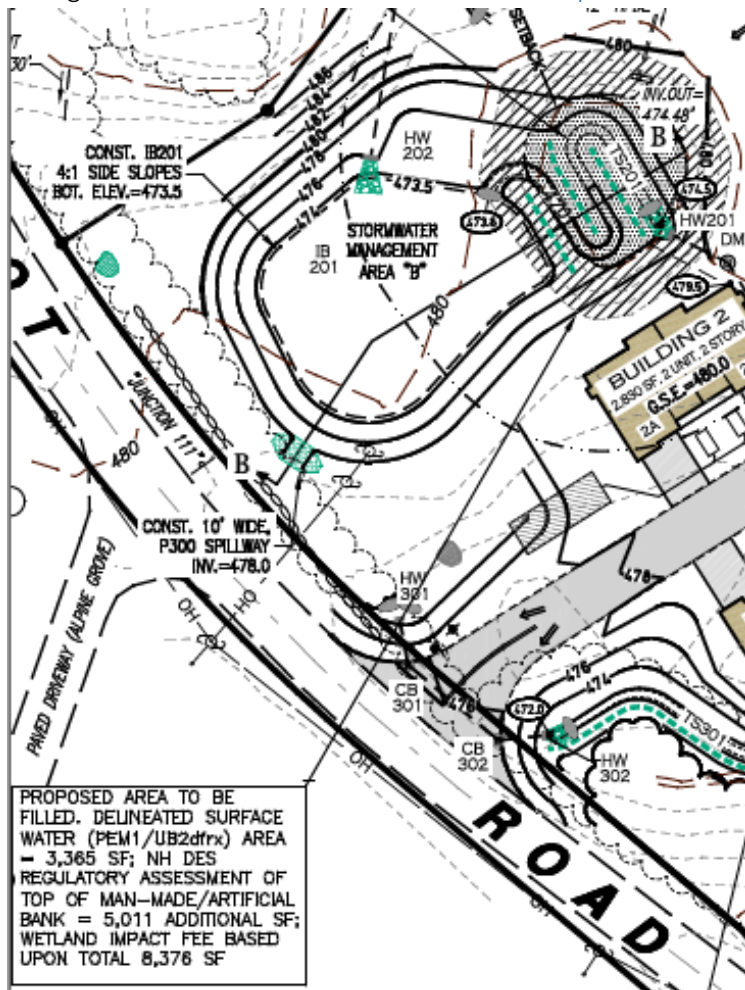 SETBACK
480
486
484
482
480
478
476
474
INV.OUT=
474.48'
B
480
CONST. IB201
4:1 SIDE SLOPES
BOT. ELEV.=473.5
HW
202
473.5
TS201
474.5
HW201
DM
STORMWATER
MANAGEMENT
AREA "B"
IB
201
480
479.5
BUILDING 2
2,830 SF, 2 UNIT, 2 STORY
G.S.E.=480.0
2A
"JUNCTION 111"
OH
480
B
CONST. 10' WIDE,
P300 SPILLWAY
INV.=478.0
PAVED DRIVEWAY (ALPINE GROVE)
OH
OH
HW
301
478
476
474
472.0
TS301
CB
301
476
CB
302
HW
302
OH
ROAD
OH
OH
PROPOSED AREA TO BE
FILLED. DELINEATED SURFACE
WATER (PEM1/UB2dfrx) AREA
= 3,365 SF; NH DES
REGULATORY ASSESSMENT OF
TOP OF MAN-MADE/ARTIFICIAL
BANK = 5,011 ADDITIONAL SF;
WETLAND IMPACT FEE BASED
UPON TOTAL 8,376 SF